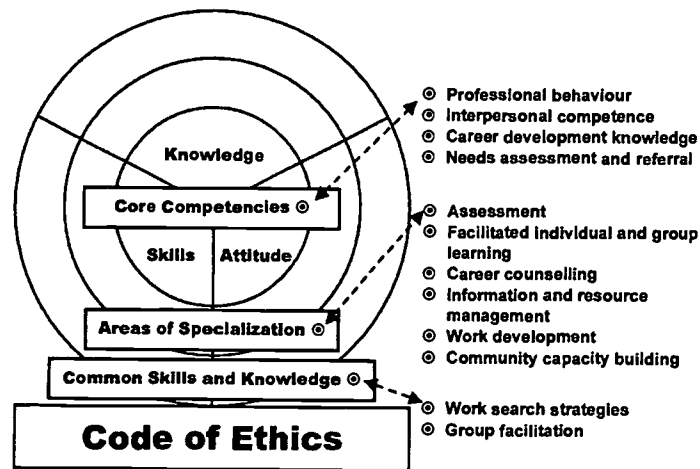 Knowledge
Core Competencies
Skills
Attitude
Areas of Specialization
Common Skills and Knowledge
Code of Ethics
Professional behaviour
Interpersonal competence
Career development knowledge
Needs assessment and referral
Assessment
Facilitated individual and group
learning
Career counselling
Information and resource
management
Work development
Community capacity building
Work search strategies
Group facilitation